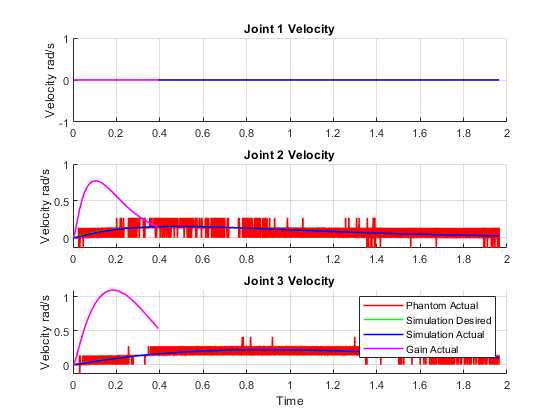 Joint 1 Velocity
1
0
-1
Velocity rad/s
0 0.2 0.4 0.6 0.8 1 1.2 1.4 1.6 1.8 2
Joint 2 Velocity
1
0.5
0
Velocity rad/s
0 0.2 0.4 0.6 0.8 1 1.2 1.4 1.6 1.8 2
Joint 3 Velocity
0.5
0
Velocity rad/s
Phantom Actual
Simulation Desired
Simulation Actual
Gain Actual
0 0.2 0.4 0.6 0.8 1 1.2 1.4 1.6 1.8 2
Time